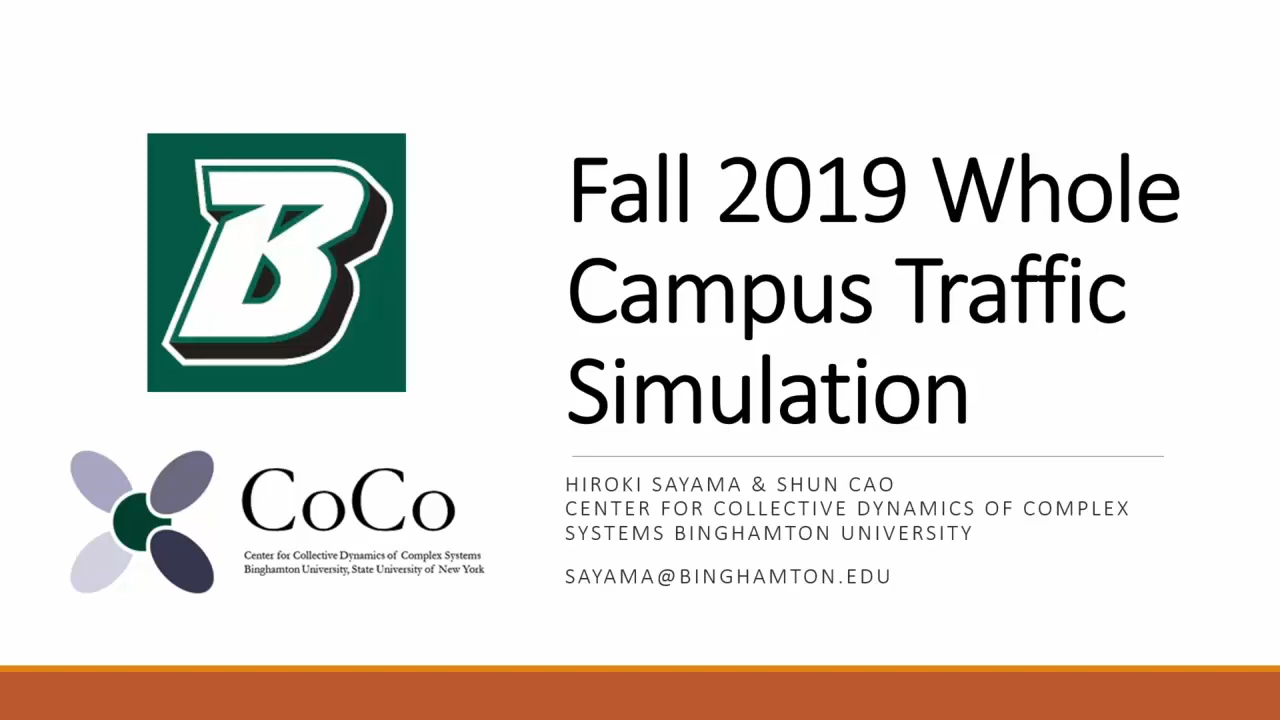 B
Fall 2019 Whole
Campus Traffic
Simulation
CoCo
Center for Collective Dynamics of Complex Systems
Binghamton University, State University of New York
HIROKI SAYAMA & SHUN CAO
CENTER FOR COLLECTIVE DYNAMICS OF COMPLEX
SYSTEMS BINGHAMTON UNIVERSITY
SAYAMA@BINGHAMTON.EDU